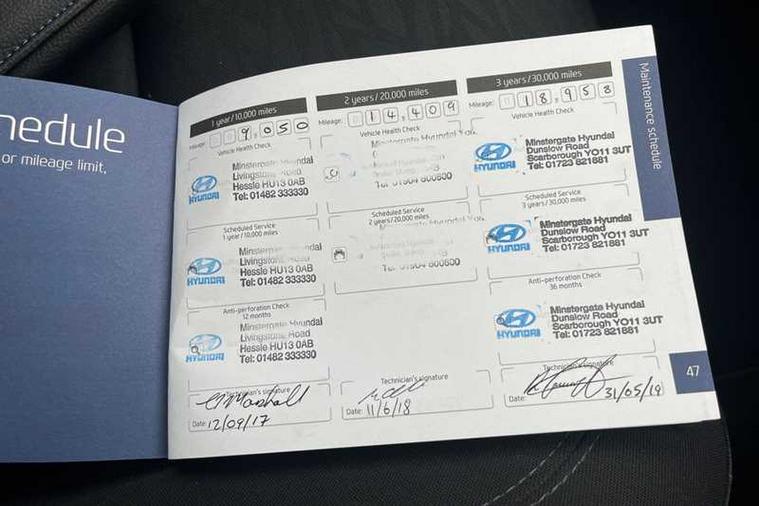 hedule
or mileage limit,
1 year/10,000 miles
Mileage: 9,050
Vehicle Health Check
HYUNDAI
Minstergate Hyundai
Livingstone Road
Hessle HU13 0AB
Tel: 01482 333330
Scheduled Service
1 year/10,000 miles
HYUNDAI
Minstergate Hyundai
Livingstone Road
Hessle HU13 0AB
Tel: 01482 333330
Anti-perforation Check
12 months
HYUNDAI
Minstergate Hyundai
Livingstone Road
Hessle HU13 0AB
Tel: 01482 333330
Technician's signature
Date: 12/09/17
2 years/20,000 miles
Mileage: 14,409
Vehicle Health Check
Minstergate Hyundai York
Tel: 01904 600600
Scheduled Service
2 years/20,000 miles
Minstergate Hyundai York
Tel: 01904 600600
Technician's signature
Date: 11/6/18
3 years/30,000 miles
Mileage: 18,958
Vehicle Health Check
HYUNDAI
Minstergate Hyundai
Dunslow Road
Scarborough YO11 3UT
Tel: 01723 821881
Scheduled Service
3 years/30,000 miles
HYUNDAI
Minstergate Hyundai
Dunslow Road
Scarborough YO11 3UT
Tel: 01723 821881
Anti-perforation Check
36 months
HYUNDAI
Minstergate Hyundai
Dunslow Road
Scarborough YO11 3UT
Tel: 01723 821881
Technician's signature
Date: 31/05/19
Maintenance schedule
47